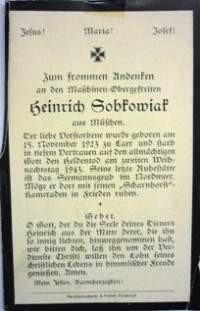 Jesus! Maria! Josef!
Zum frommen Andenken
an den Maschinen-Obergefreiten
Heinrich Sobkowiak
aus Müschen.
Der liebe Verstorbene wurde geboren am
15. November 1923 zu Laer und starb
in tiefem Vertrauen auf den allmächtigen
Gott den Heldentod am zweiten Weih-
nachtstag 1943. Seine letzte Ruhestätte
ist das Seemannsgrab im Nordmeer.
Möge er dort mit seinen „Scharnhorst“-
Kameraden in Frieden ruhen.
Gebet.
O Gott, der du die Seele deines Dieners
Heinrich aus der Mitte derer, die ihn
so innig lieben, hinweggenommen hast,
wir bitten dich, laß ihn um der Ver-
dienste Christi willen den Lohn seines
christlichen Lebens in himmlischer Freude
genießen, Amen.
Mein Jesus, Barmherzigkeit!